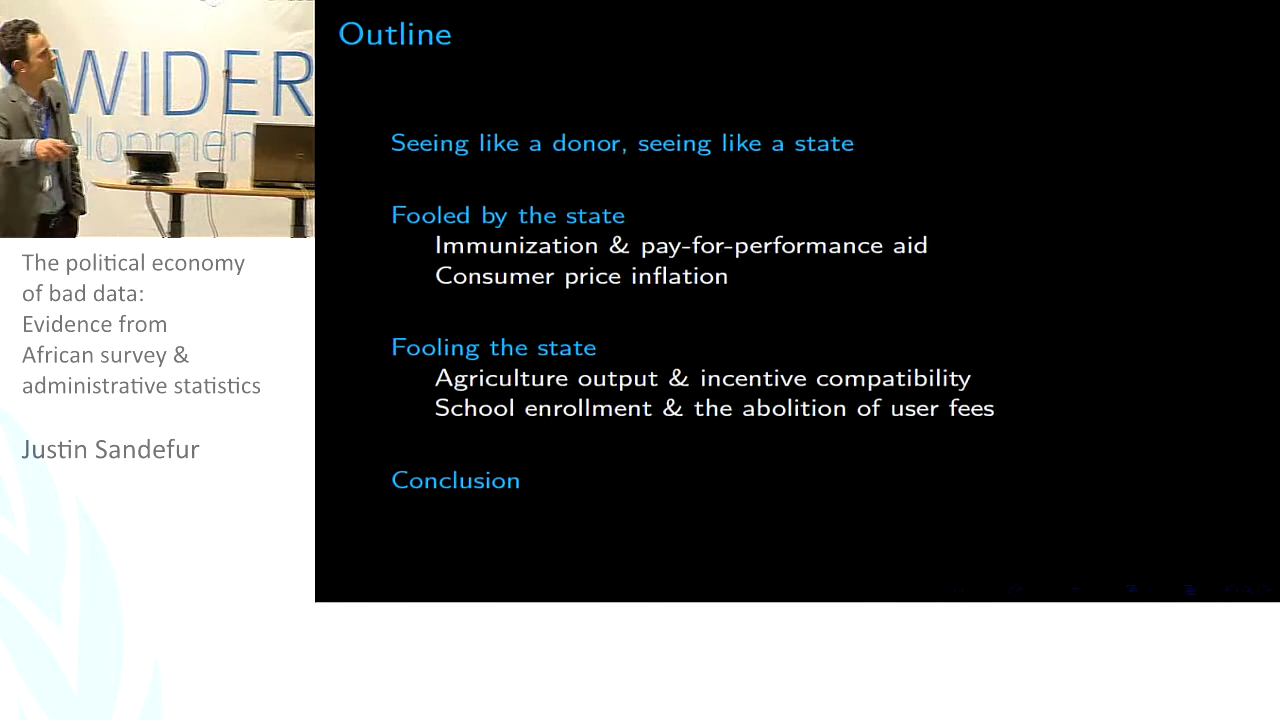 WIDER
elopmen
The political economy
of bad data:
Evidence from
African survey &
administrative statistics
Justin Sandefur
Outline
Seeing like a donor, seeing like a state
Fooled by the state
Immunization & pay-for-performance aid
Consumer price inflation
Fooling the state
Agriculture output & incentive compatibility
School enrollment & the abolition of user fees
Conclusion